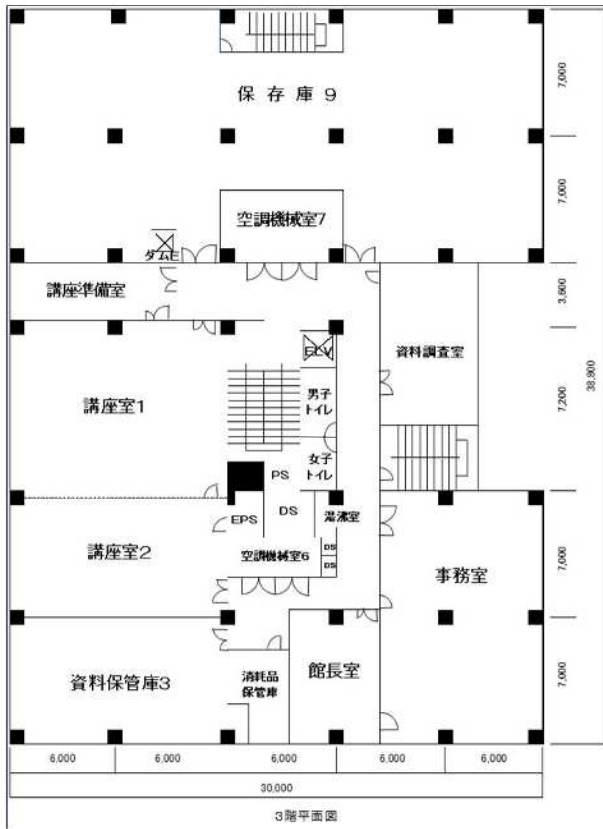 7,000
保存庫9
7,000
空調機械室7
ダムE
講座準備室
3,600
ELV
資料調査室
38,800
男子
トイレ
講座室1
7,200
女子
トイレ
PS
EPS
DS
湯沸室
講座室2
空調機械室6
DS
DS
事務室
7,000
資料保管庫3
消耗品
保管庫
館長室
7,000
6,000
6,000
6,000
6,000
6,000
30,000
3階平面図